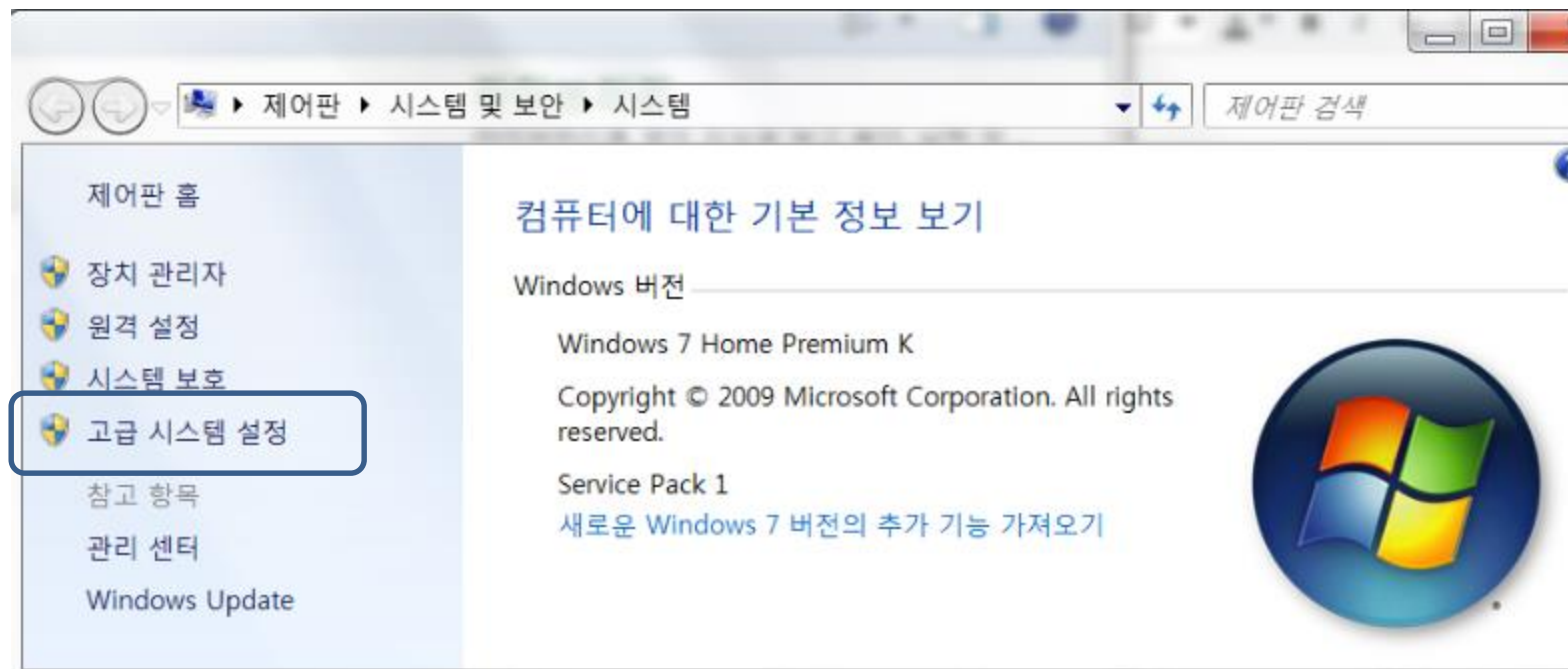 제어판 ▸ 시스템 및 보안 ▸ 시스템
제어판 검색
제어판 홈
장치 관리자
원격 설정
시스템 보호
고급 시스템 설정
참고 항목
관리 센터
Windows Update
컴퓨터에 대한 기본 정보 보기
Windows 버전
Windows 7 Home Premium K
Copyright © 2009 Microsoft Corporation. All rights
reserved.
Service Pack 1
새로운 Windows 7 버전의 추가 기능 가져오기